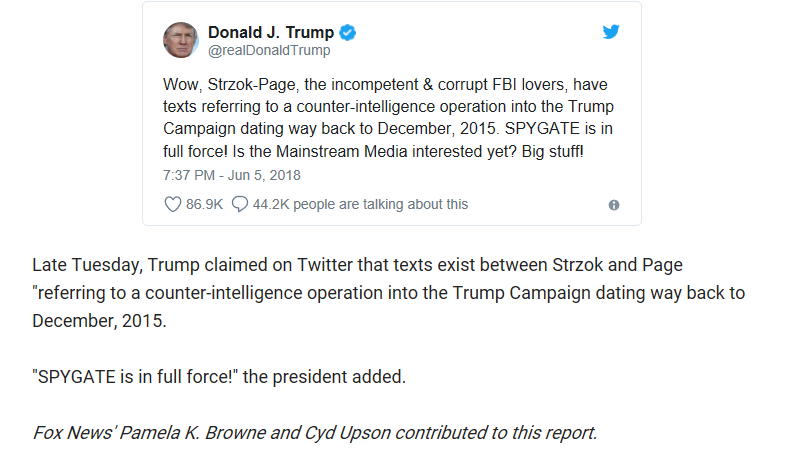 Donald J. Trump
@realDonaldTrump
Wow, Strzok-Page, the incompetent & corrupt FBI lovers, have
texts referring to a counter-intelligence operation into the Trump
Campaign dating way back to December, 2015. SPYGATE is in
full force! Is the Mainstream Media interested yet? Big stuff!
7:37 PM - Jun 5, 2018
86.9K 44.2K people are talking about this
Late Tuesday, Trump claimed on Twitter that texts exist between Strzok and Page
"referring to a counter-intelligence operation into the Trump Campaign dating way back to
December, 2015.
"SPYGATE is in full force!" the president added.
Fox News' Pamela K. Browne and Cyd Upson contributed to this report.